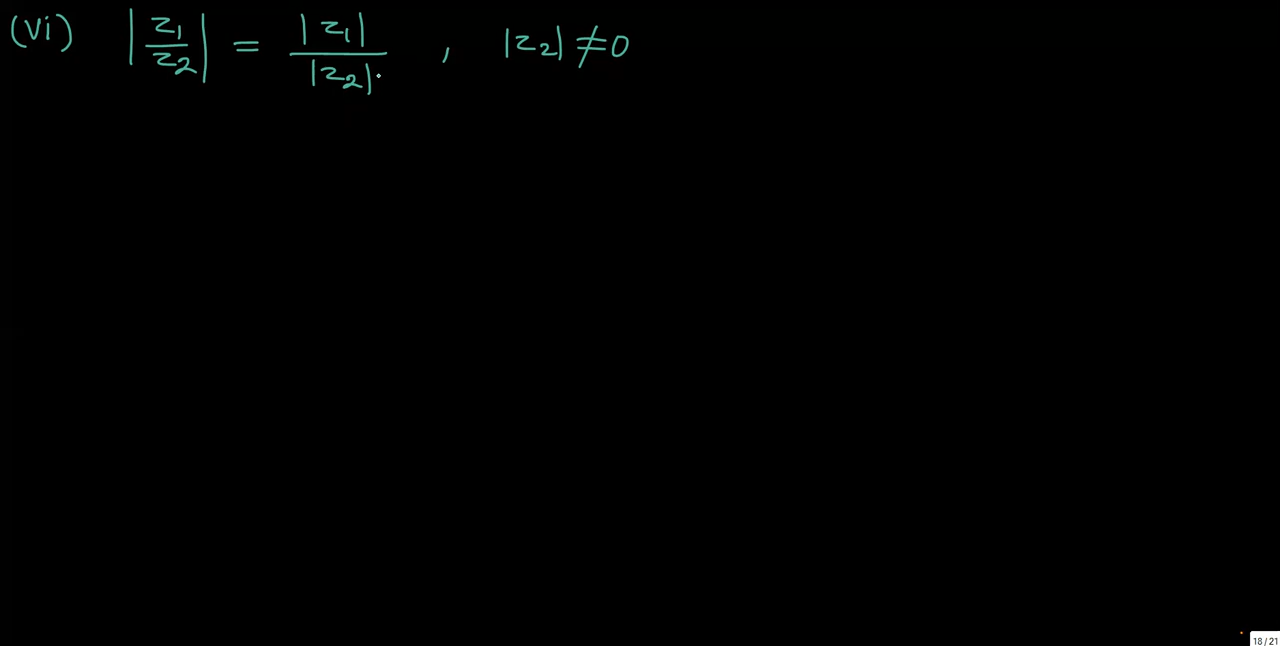 (Vi) |z₁/z₂| = |z₁|/|z₂| , |z₂| ≠ 0
18 / 21